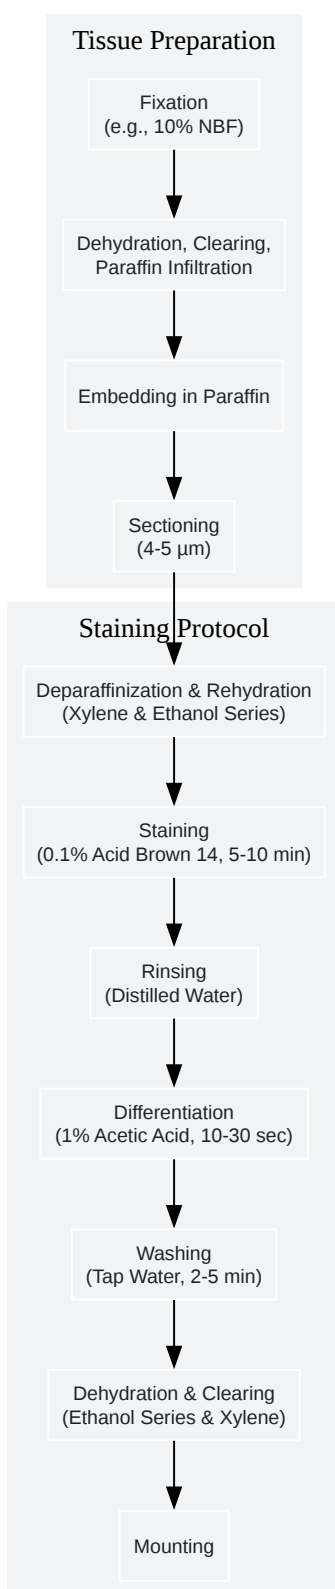 Tissue Preparation
Fixation
(e.g., 10% NBF)
Dehydration, Clearing,
Paraffin Infiltration
Embedding in Paraffin
Sectioning
(4-5 µm)
Staining Protocol
Deparaffinization & Rehydration
(Xylene & Ethanol Series)
Staining
(0.1% Acid Brown 14, 5-10 min)
Rinsing
(Distilled Water)
Differentiation
(1% Acetic Acid, 10-30 sec)
Washing
(Tap Water, 2-5 min)
Dehydration & Clearing
(Ethanol Series & Xylene)
Mounting